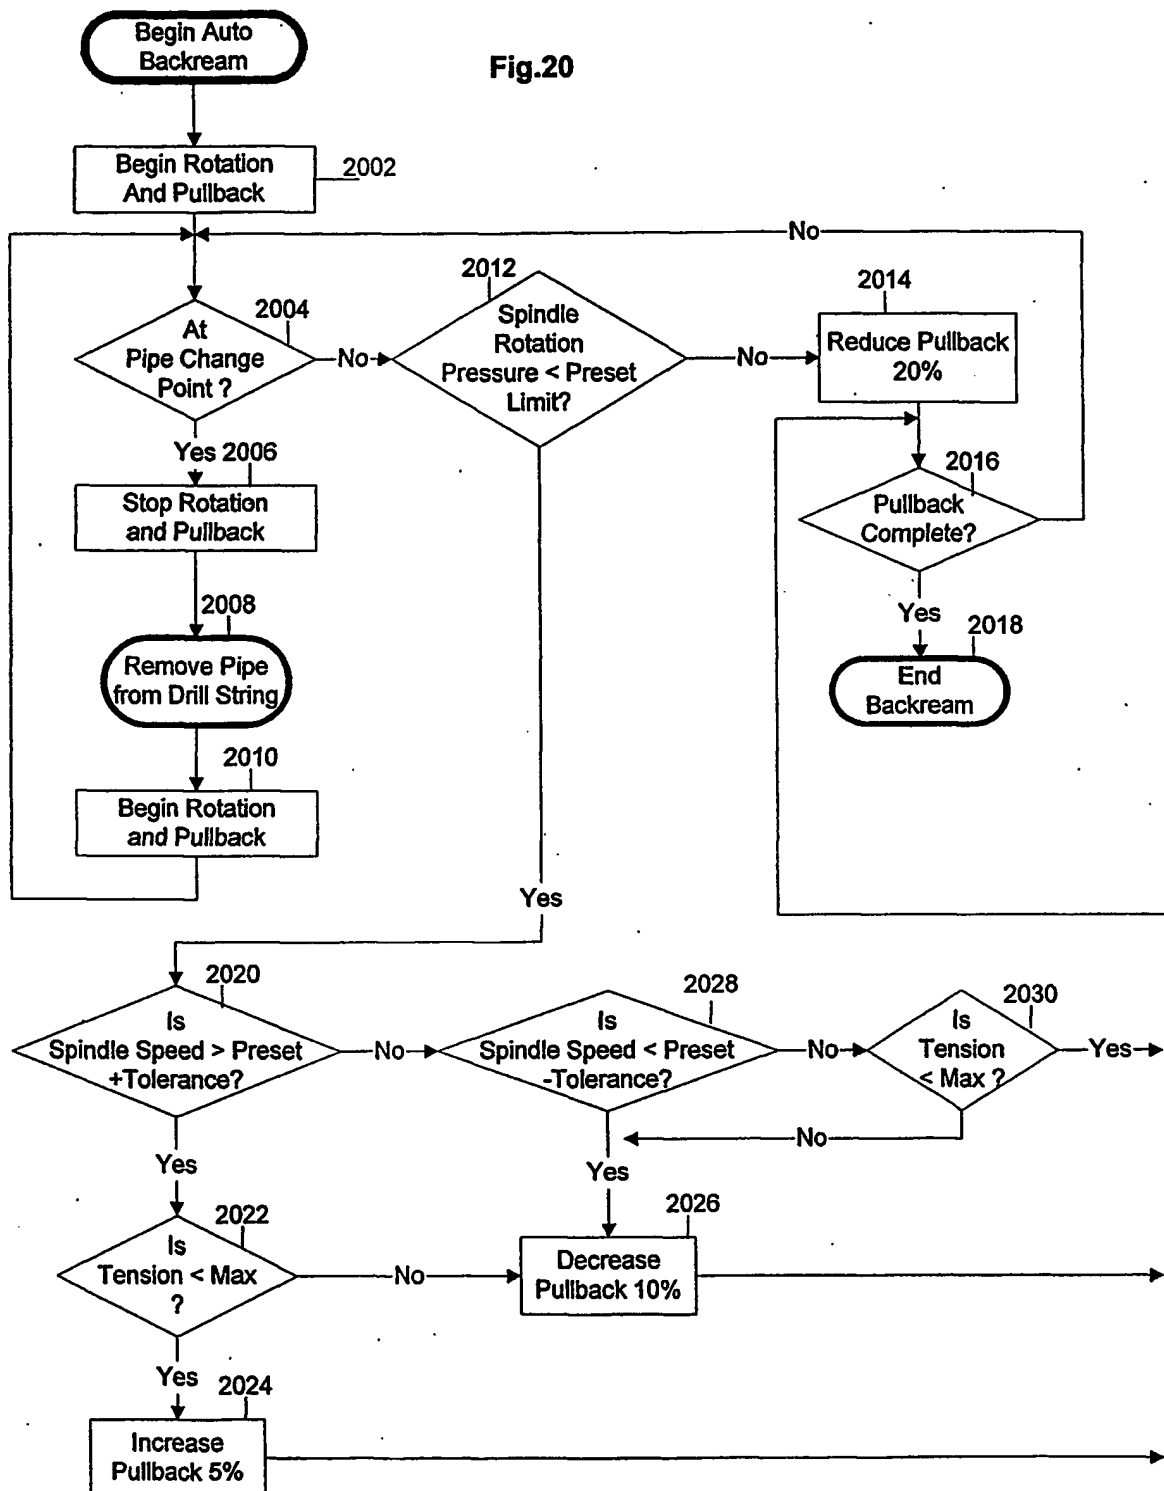 Begin Auto
Backream
Fig.20
Begin Rotation
And Pullback
2002
No
At
Pipe Change
Point ?
2004
No
2012
Spindle
Rotation
Pressure < Preset
Limit?
No
2014
Reduce Pullback
20%
Yes
2006
Stop Rotation
and Pullback
2016
Pullback
Complete?
Yes
2008
Remove Pipe
from Drill String
2018
End
Backream
2010
Begin Rotation
and Pullback
Yes
2020
Is
Spindle Speed > Preset
+Tolerance?
No
2028
Is
Spindle Speed < Preset
-Tolerance?
No
2030
Is
Tension
< Max ?
Yes
No
Yes
Yes
2022
Is
Tension < Max
?
No
2026
Decrease
Pullback 10%
Yes
2024
Increase
Pullback 5%